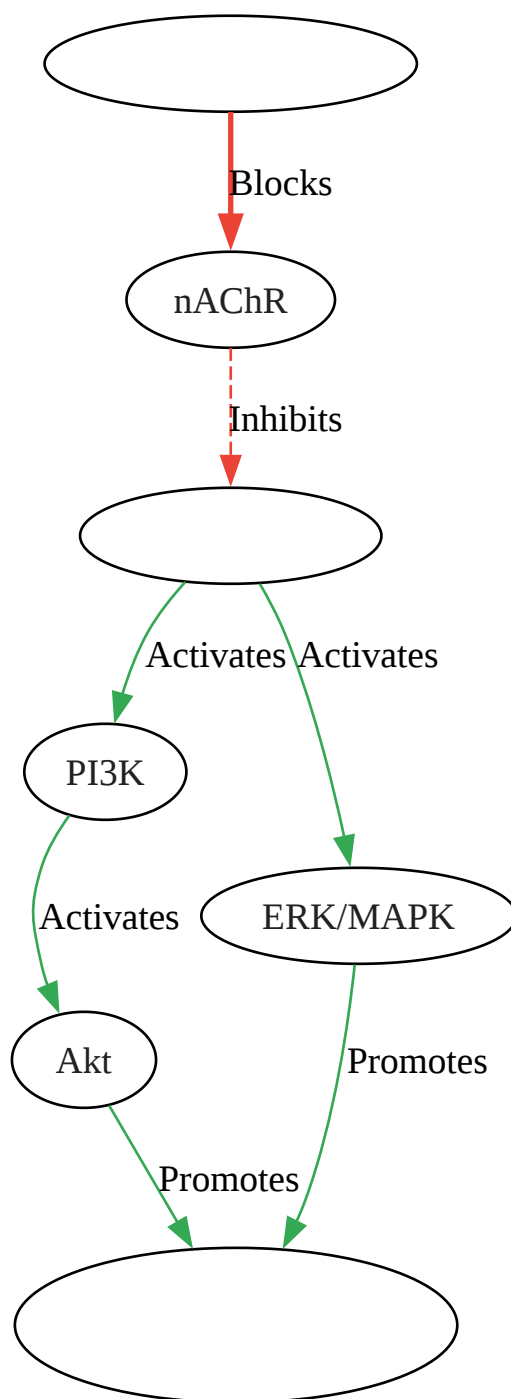 Blocks
nAChR
Inhibits
Activates Activates
PI3K
Activates
ERK/MAPK
Akt
Promotes
Promotes